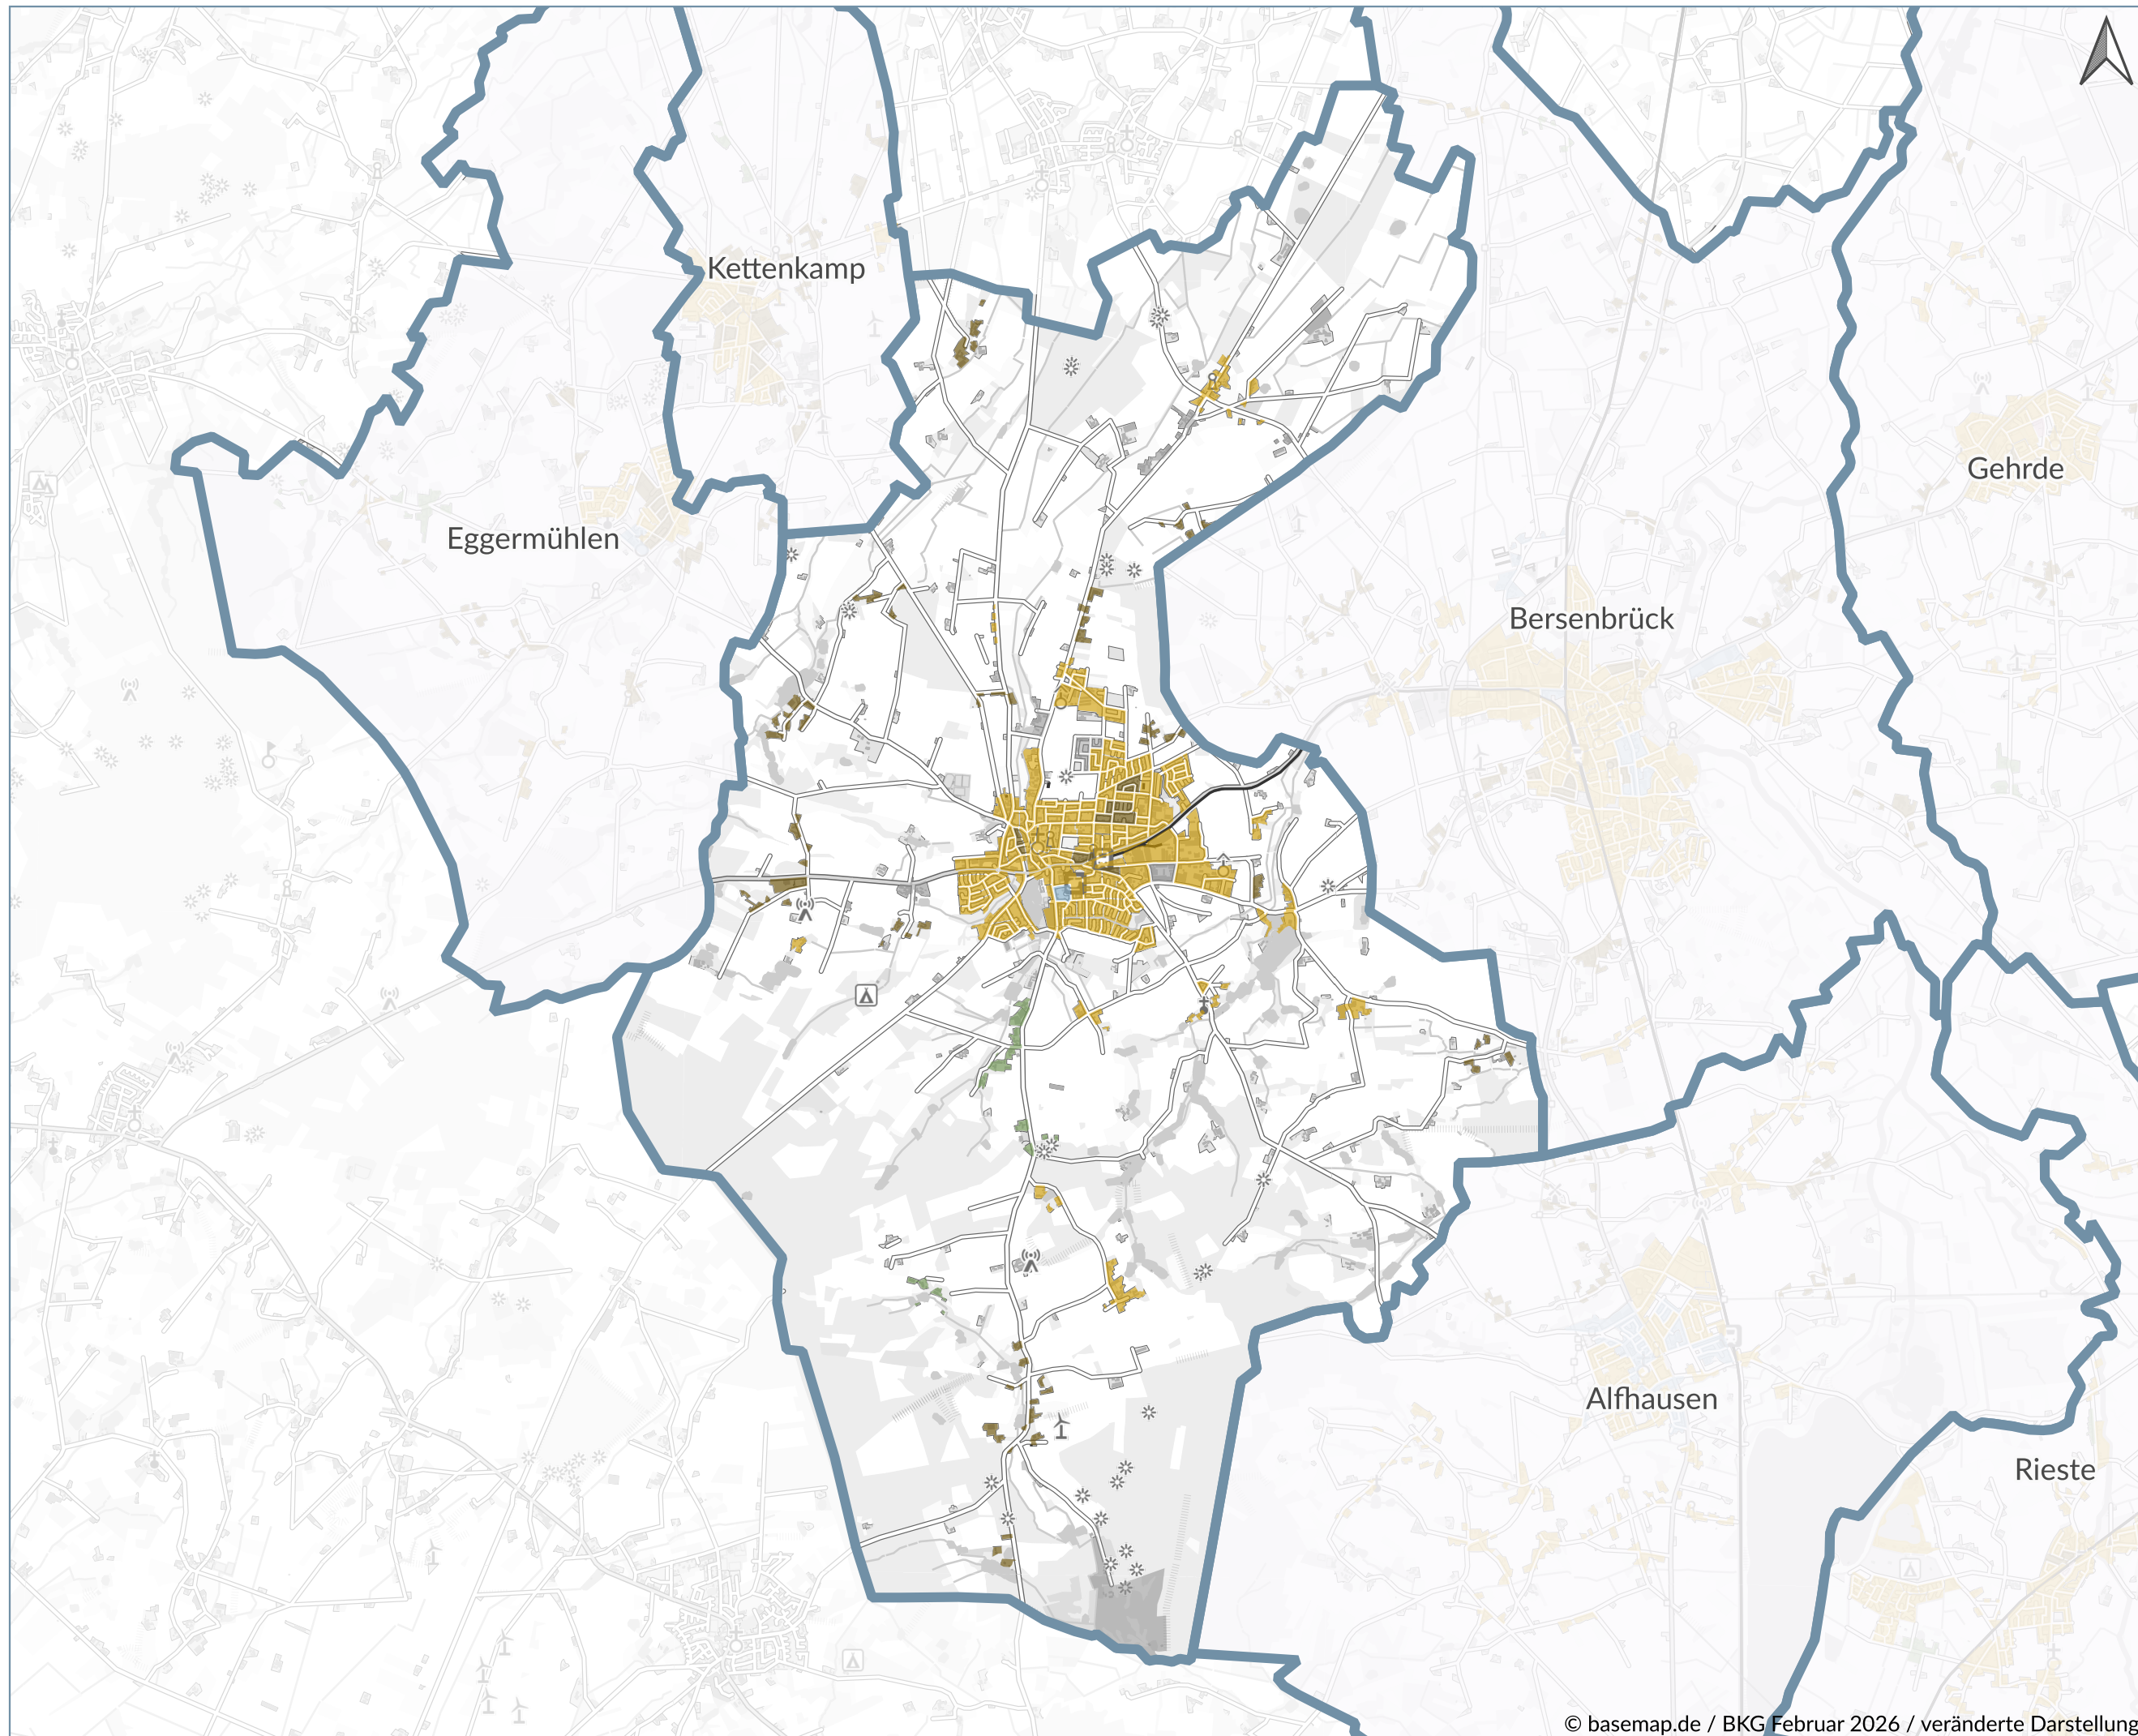 Kettenkamp
Gehrde
Eggermühlen
Bersenbrück
Alfhausen
Rieste
© basemap.de / BKG Februar 2026 / veränderte Darstellung